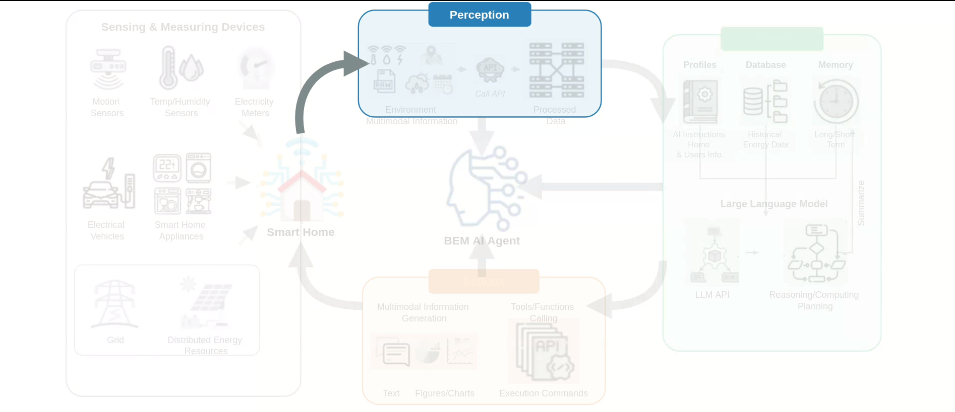 Perception
Sensing & Measuring Devices
Motion
Sensors
Temp/Humidity
Sensors
Electricity
Meters
Electrical
Vehicles
Smart Home
Appliances
Grid
Distributed Energy
Resources
Smart Home
Call API
Environment
Multimodal Information
Processed
Data
BEM AI Agent
Multimodal Information
Generation
Tools/Functions
Calling
API
Text
Figures/Charts
Execution Commands
Profiles
Database
Memory
AI Instructions
Home
& Users Info
Historical
Energy Data
Long/Short
Term
Summarize
Large Language Model
LLM API
Reasoning/Computing
Planning